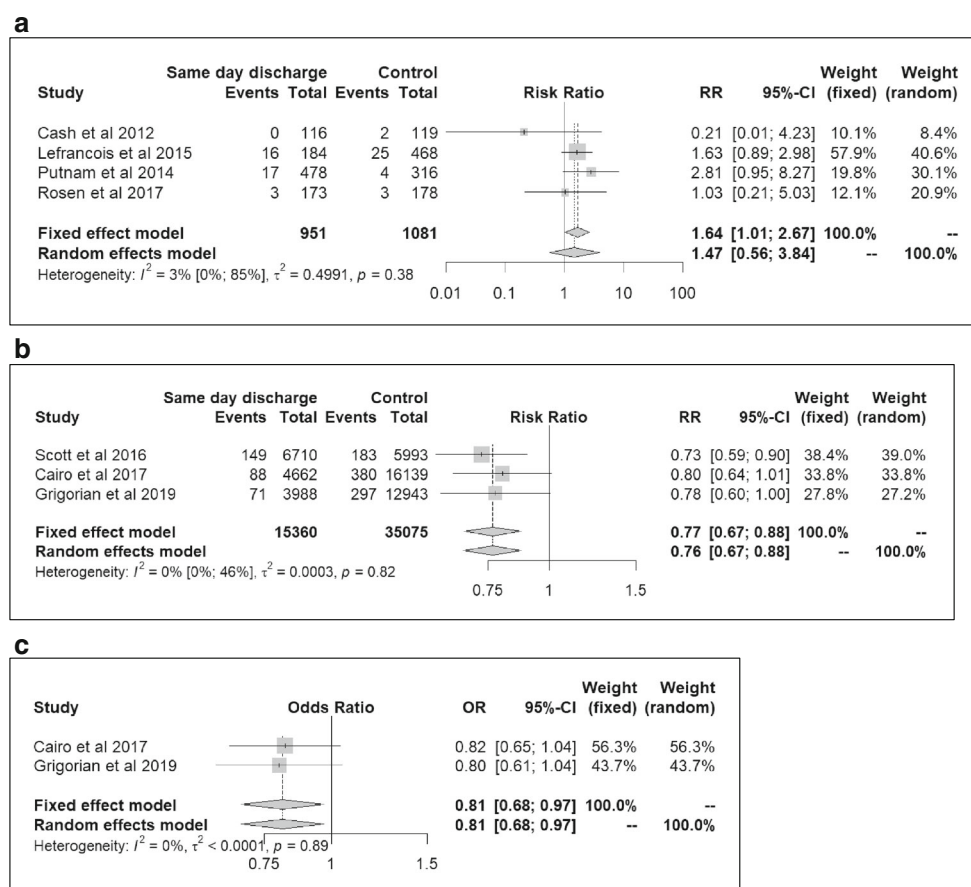 a
Same day discharge Control Weight Weight
Study Events Total Events Total Risk Ratio RR 95%-CI (fixed) (random)
Cash et al 2012 0 116 2 119 0.21 [0.01; 4.23] 10.1% 8.4%
Lefrancois et al 2015 16 184 25 468 1.63 [0.89; 2.98] 57.9% 40.6%
Putnam et al 2014 17 478 4 316 2.81 [0.95; 8.27] 19.8% 30.1%
Rosen et al 2017 3 173 3 178 1.03 [0.21; 5.03] 12.1% 20.9%
Fixed effect model 951 1081 1.64 [1.01; 2.67] 100.0% --
Random effects model 1.47 [0.56; 3.84] -- 100.0%
Heterogeneity: I² = 3% [0%; 85%], τ² = 0.4991, p = 0.38
0.01 0.1 1 10 100
b
Same day discharge Control Weight Weight
Study Events Total Events Total Risk Ratio RR 95%-CI (fixed) (random)
Scott et al 2016 149 6710 183 5993 0.73 [0.59; 0.90] 38.4% 39.0%
Cairo et al 2017 88 4662 380 16139 0.80 [0.64; 1.01] 33.8% 33.8%
Grigorian et al 2019 71 3988 297 12943 0.78 [0.60; 1.00] 27.8% 27.2%
Fixed effect model 15360 35075 0.77 [0.67; 0.88] 100.0% --
Random effects model 0.76 [0.67; 0.88] -- 100.0%
Heterogeneity: I² = 0% [0%; 46%], τ² = 0.0003, p = 0.82
0.75 1 1.5
c
Weight Weight
Study Odds Ratio OR 95%-CI (fixed) (random)
Cairo et al 2017 0.82 [0.65; 1.04] 56.3% 56.3%
Grigorian et al 2019 0.80 [0.61; 1.04] 43.7% 43.7%
Fixed effect model 0.81 [0.68; 0.97] 100.0% --
Random effects model 0.81 [0.68; 0.97] -- 100.0%
Heterogeneity: I² = 0%, τ² < 0.0001, p = 0.89
0.75 1 1.5